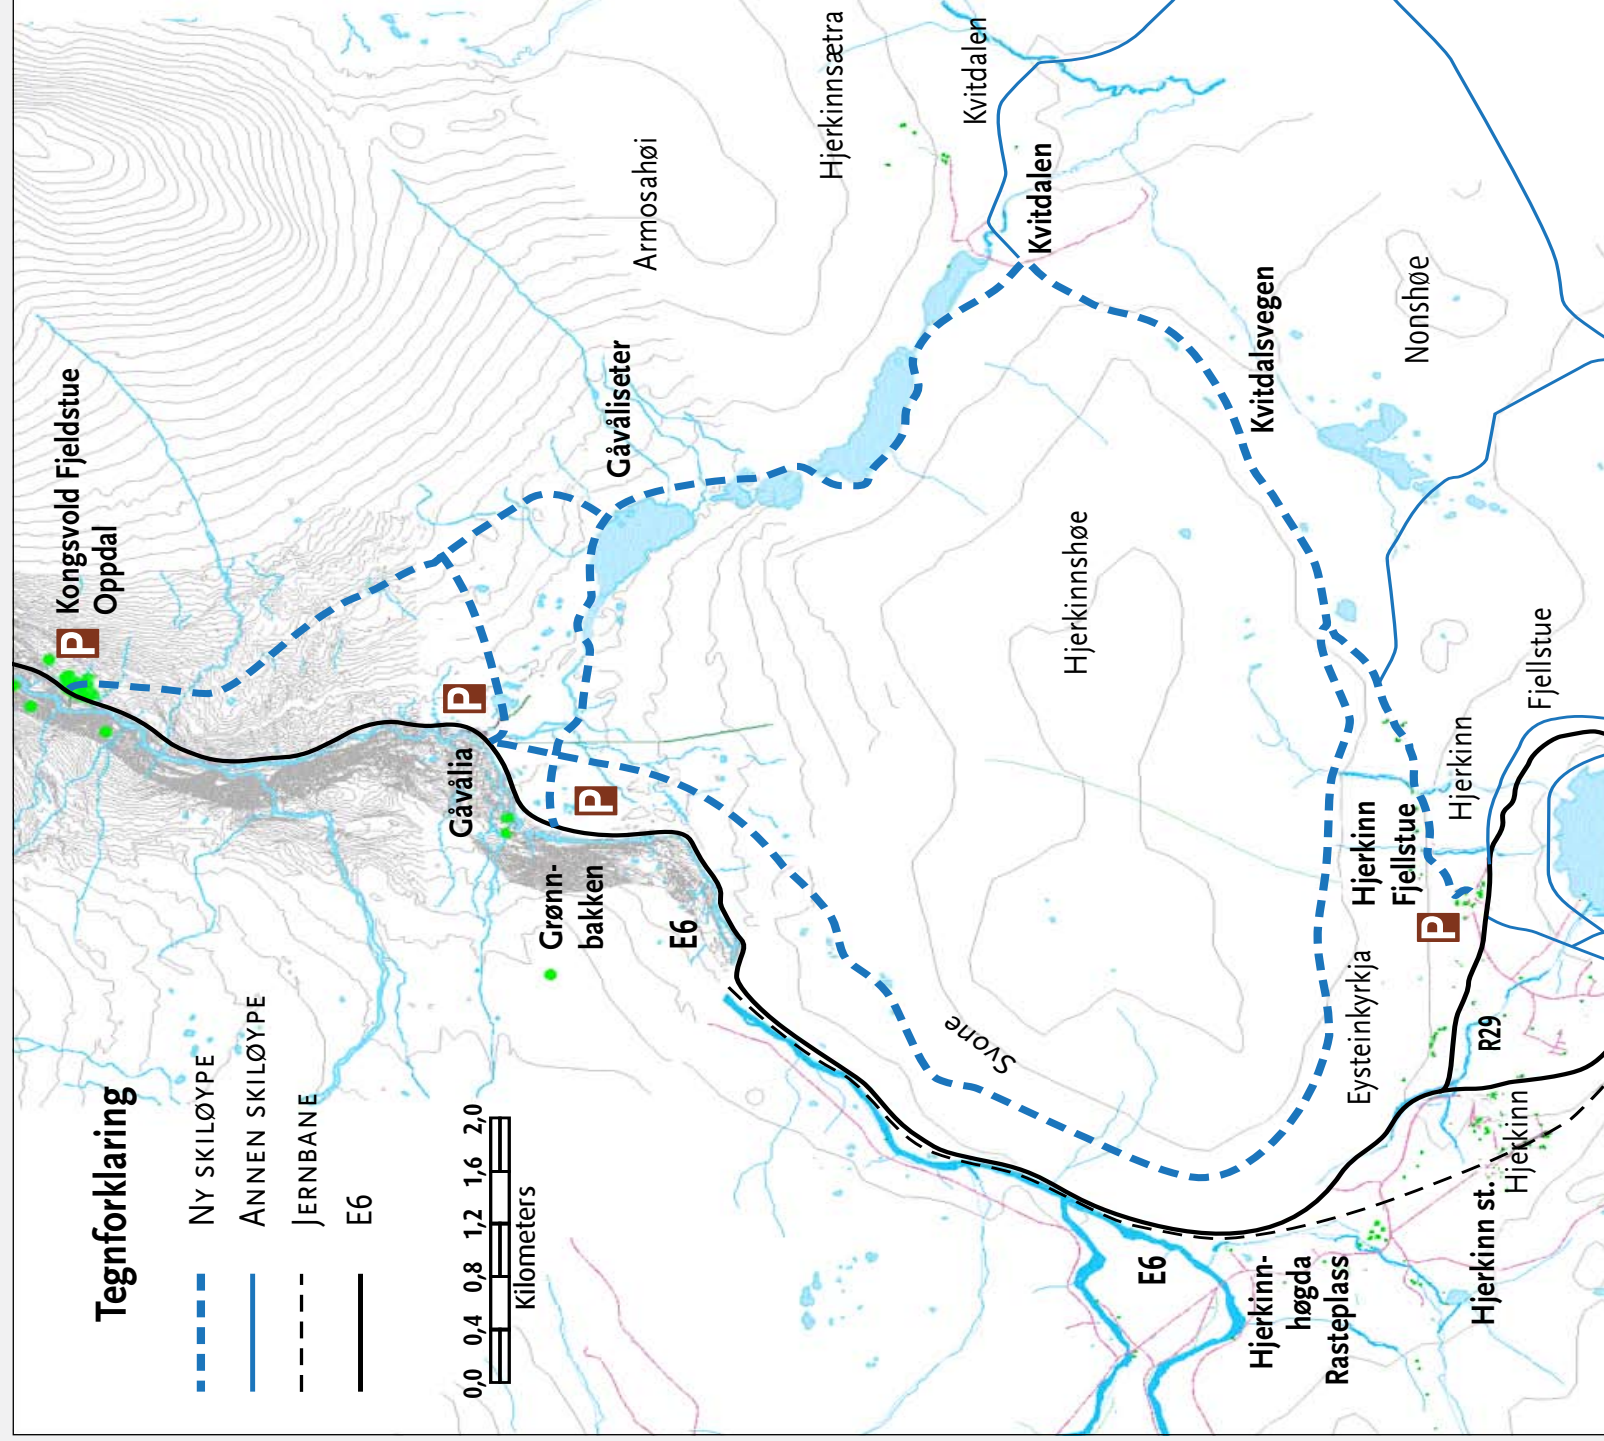 Tegnforklaring
NY SKILØYPE
ANNEN SKILØYPE
JERNBANE
E6
0,0 0,4 0,8 1,2 1,6 2,0
Kilometers
P
Kongsvold Fjeldstue
Oppdal
P
Gåvålia
P
Grønn-
bakken
E6
Gåvåliseter
Armosahøi
Hjerkinnsætra
Kvitdalen
Kvitdalen
Svone
Hjerkinnshøe
Kvitdalsvegen
Nonshøe
E6
Hjerkinn-
høgda
Rasteplass
Eysteinkyrkja
Hjerkinn
Fjellstue
P
Hjerkinn
Fjellstue
R29
Hjerkinn st.
Hjerkinn